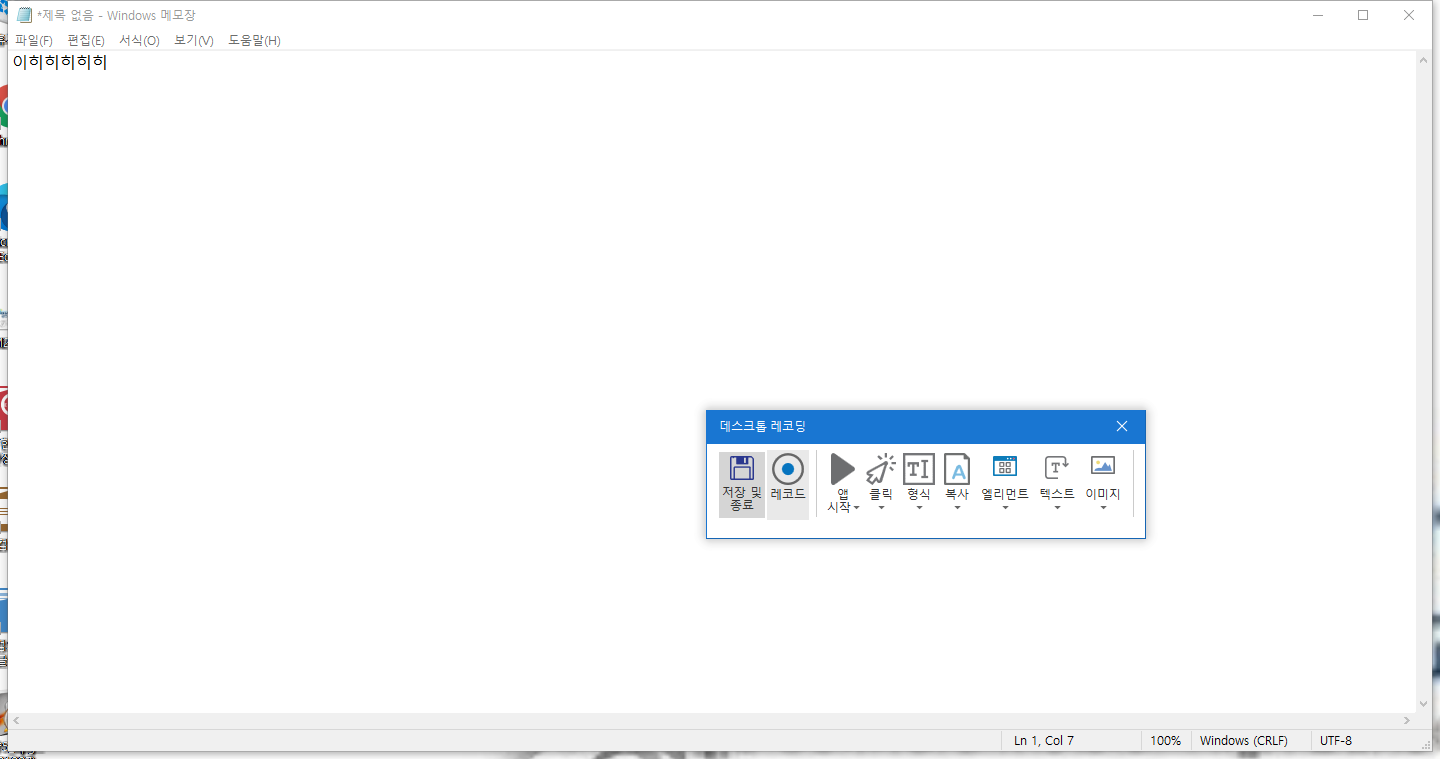 *제목 없음 - Windows 메모장
파일(F) 편집(E) 서식(O) 보기(V) 도움말(H)
이히히히히히
데스크톱 레코딩
저장 및 종료 레코드 앱 시작 클릭 형식 복사 엘리먼트 텍스트 이미지
Ln 1, Col 7 100% Windows (CRLF) UTF-8